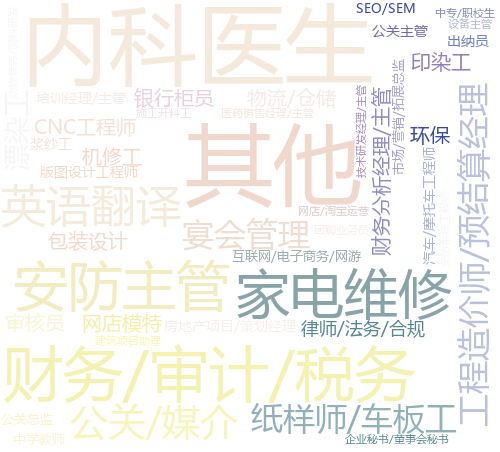 SEO/SEM
中专/职校生
设备主管
内科医生
公关主管
出纳员
印染工
培训经理/主管
银行柜员
物流/仓储
市场/营销/拓展总监
技术研发经理/主管
财务分析经理/主管
施工开料工
医药销售经理/主管
CNC工程师
其他
环保
浆纱工
机修工
版图设计工程师
汽车/摩托车工程师
工程造价师/预结算经理
英语翻译
网店/淘宝运营
包装设计
宴会管理
团购业务员
互联网/电子商务/网游
安防主管
家电维修
审核员
网店模特
房地产项目/策划经理
律师/法务/合规
建筑项目助理
财务/审计/税务
公关总监
公关/媒介
纸样师/车板工
中学教师
企业秘书/董事会秘书